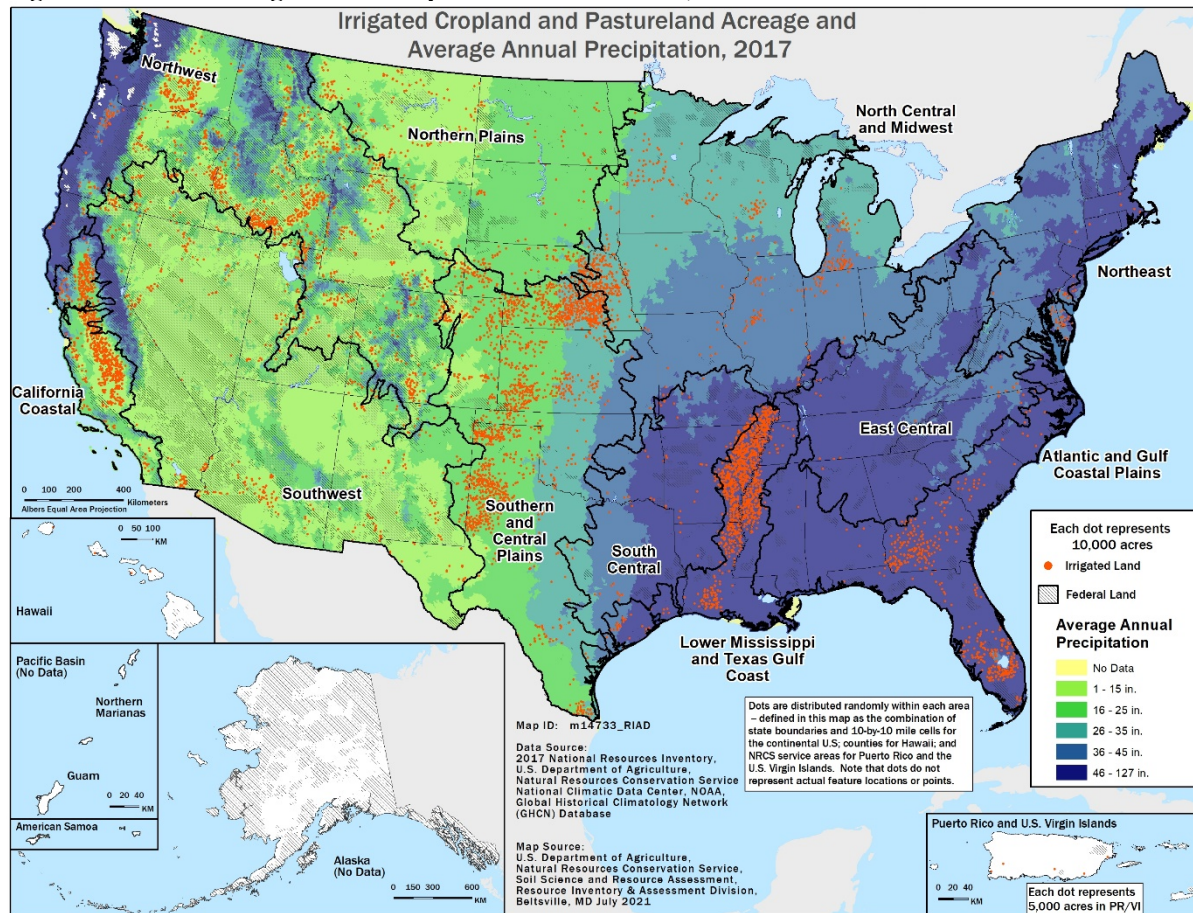 Irrigated Cropland and Pastureland Acreage and
Average Annual Precipitation, 2017
Northwest
Northern Plains
North Central
and Midwest
Northeast
California
Coastal
Southwest
Southern
and
Central
Plains
South
Central
East Central
Atlantic and Gulf
Coastal Plains
Lower Mississippi
and Texas Gulf
Coast
0 50 100 200 300 400
Kilometers
Albers Equal Area Projection
0 50 100
KM
Hawaii
Pacific Basin
(No Data)
Northern
Marianas
Guam
0 20 40
KM
American Samoa
Alaska
(No Data)
0 150 300 600
KM
Map ID: m14733_RIAD
Data Source:
2017 National Resources Inventory,
U.S. Department of Agriculture,
Natural Resources Conservation Service
National Climatic Data Center, NOAA,
Global Historical Climatology Network
(GHCN) Database
Map Source:
U.S. Department of Agriculture,
Natural Resources Conservation Service,
Soil Science and Resource Assessment,
Resource Inventory & Assessment Division,
Beltsville, MD July 2021
Dots are distributed randomly within each area
– defined in this map as the combination of
state boundaries and 10-by-10 mile cells for
the continental U.S; counties for Hawaii; and
NRCS service areas for Puerto Rico and the
U.S. Virgin Islands. Note that dots do not
represent actual feature locations or points.
Each dot represents
10,000 acres
Irrigated Land
Federal Land
Average Annual
Precipitation
No Data
1 - 15 in.
16 - 25 in.
26 - 35 in.
36 - 45 in.
46 - 127 in.
Puerto Rico and U.S. Virgin Islands
0 20 40
KM
Each dot represents
5,000 acres in PR/VI